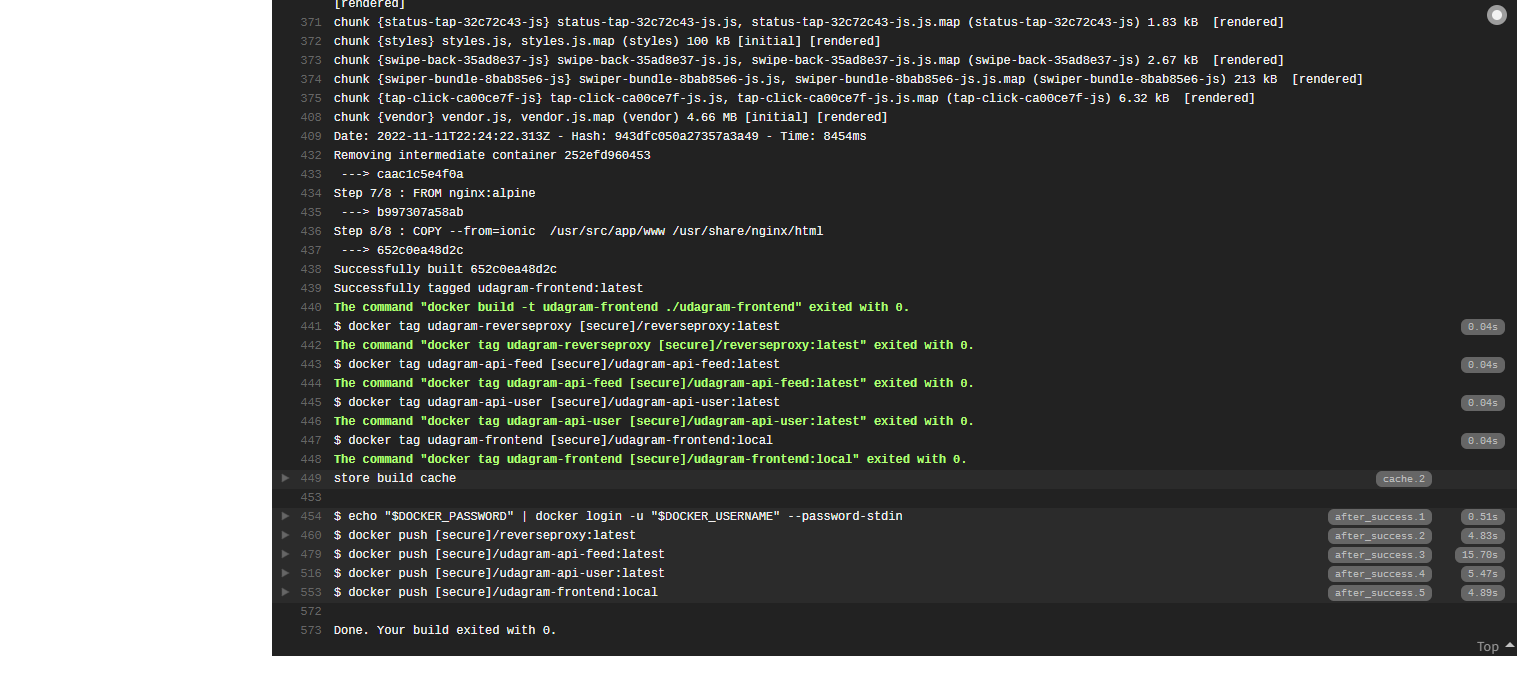 [rendered]
371 chunk {status-tap-32c72c43-js} status-tap-32c72c43-js.js, status-tap-32c72c43-js.js.map (status-tap-32c72c43-js) 1.83 kB  [rendered]
372 chunk {styles} styles.js, styles.js.map (styles) 100 kB [initial] [rendered]
373 chunk {swipe-back-35ad8e37-js} swipe-back-35ad8e37-js.js, swipe-back-35ad8e37-js.js.map (swipe-back-35ad8e37-js) 2.67 kB  [rendered]
374 chunk {swiper-bundle-8bab85e6-js} swiper-bundle-8bab85e6-js.js, swiper-bundle-8bab85e6-js.js.map (swiper-bundle-8bab85e6-js) 213 kB  [rendered]
375 chunk {tap-click-ca00ce7f-js} tap-click-ca00ce7f-js.js, tap-click-ca00ce7f-js.js.map (tap-click-ca00ce7f-js) 6.32 kB  [rendered]
408 chunk {vendor} vendor.js, vendor.js.map (vendor) 4.66 MB [initial] [rendered]
409 Date: 2022-11-11T22:24:22.313Z - Hash: 943dfc050a27357a3a49 - Time: 8454ms
432 Removing intermediate container 252efd960453
433  ---> caac1c5e4f0a
434 Step 7/8 : FROM nginx:alpine
435  ---> b997307a58ab
436 Step 8/8 : COPY --from=ionic  /usr/src/app/www /usr/share/nginx/html
437  ---> 652c0ea48d2c
438 Successfully built 652c0ea48d2c
439 Successfully tagged udagram-frontend:latest
440 The command "docker build -t udagram-frontend ./udagram-frontend" exited with 0.
441 $ docker tag udagram-reverseproxy [secure]/reverseproxy:latest 0.04s
442 The command "docker tag udagram-reverseproxy [secure]/reverseproxy:latest" exited with 0.
443 $ docker tag udagram-api-feed [secure]/udagram-api-feed:latest 0.04s
444 The command "docker tag udagram-api-feed [secure]/udagram-api-feed:latest" exited with 0.
445 $ docker tag udagram-api-user [secure]/udagram-api-user:latest 0.04s
446 The command "docker tag udagram-api-user [secure]/udagram-api-user:latest" exited with 0.
447 $ docker tag udagram-frontend [secure]/udagram-frontend:local 0.04s
448 The command "docker tag udagram-frontend [secure]/udagram-frontend:local" exited with 0.
449 store build cache cache.2
453
454 $ echo "$DOCKER_PASSWORD" | docker login -u "$DOCKER_USERNAME" --password-stdin after_success.1 0.51s
460 $ docker push [secure]/reverseproxy:latest after_success.2 4.83s
479 $ docker push [secure]/udagram-api-feed:latest after_success.3 15.70s
516 $ docker push [secure]/udagram-api-user:latest after_success.4 5.47s
553 $ docker push [secure]/udagram-frontend:local after_success.5 4.89s
572
573 Done. Your build exited with 0.
Top